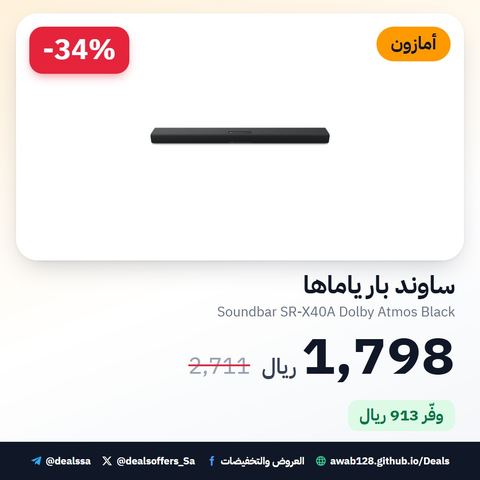 -34%
أمازون
ساوند بار ياماها
Soundbar SR-X40A Dolby Atmos Black
1,798 ريال 2,711
وفّر 913 ريال
@dealssa @dealsoffers_Sa العروض والتخفيضات awab128.github.io/Deals